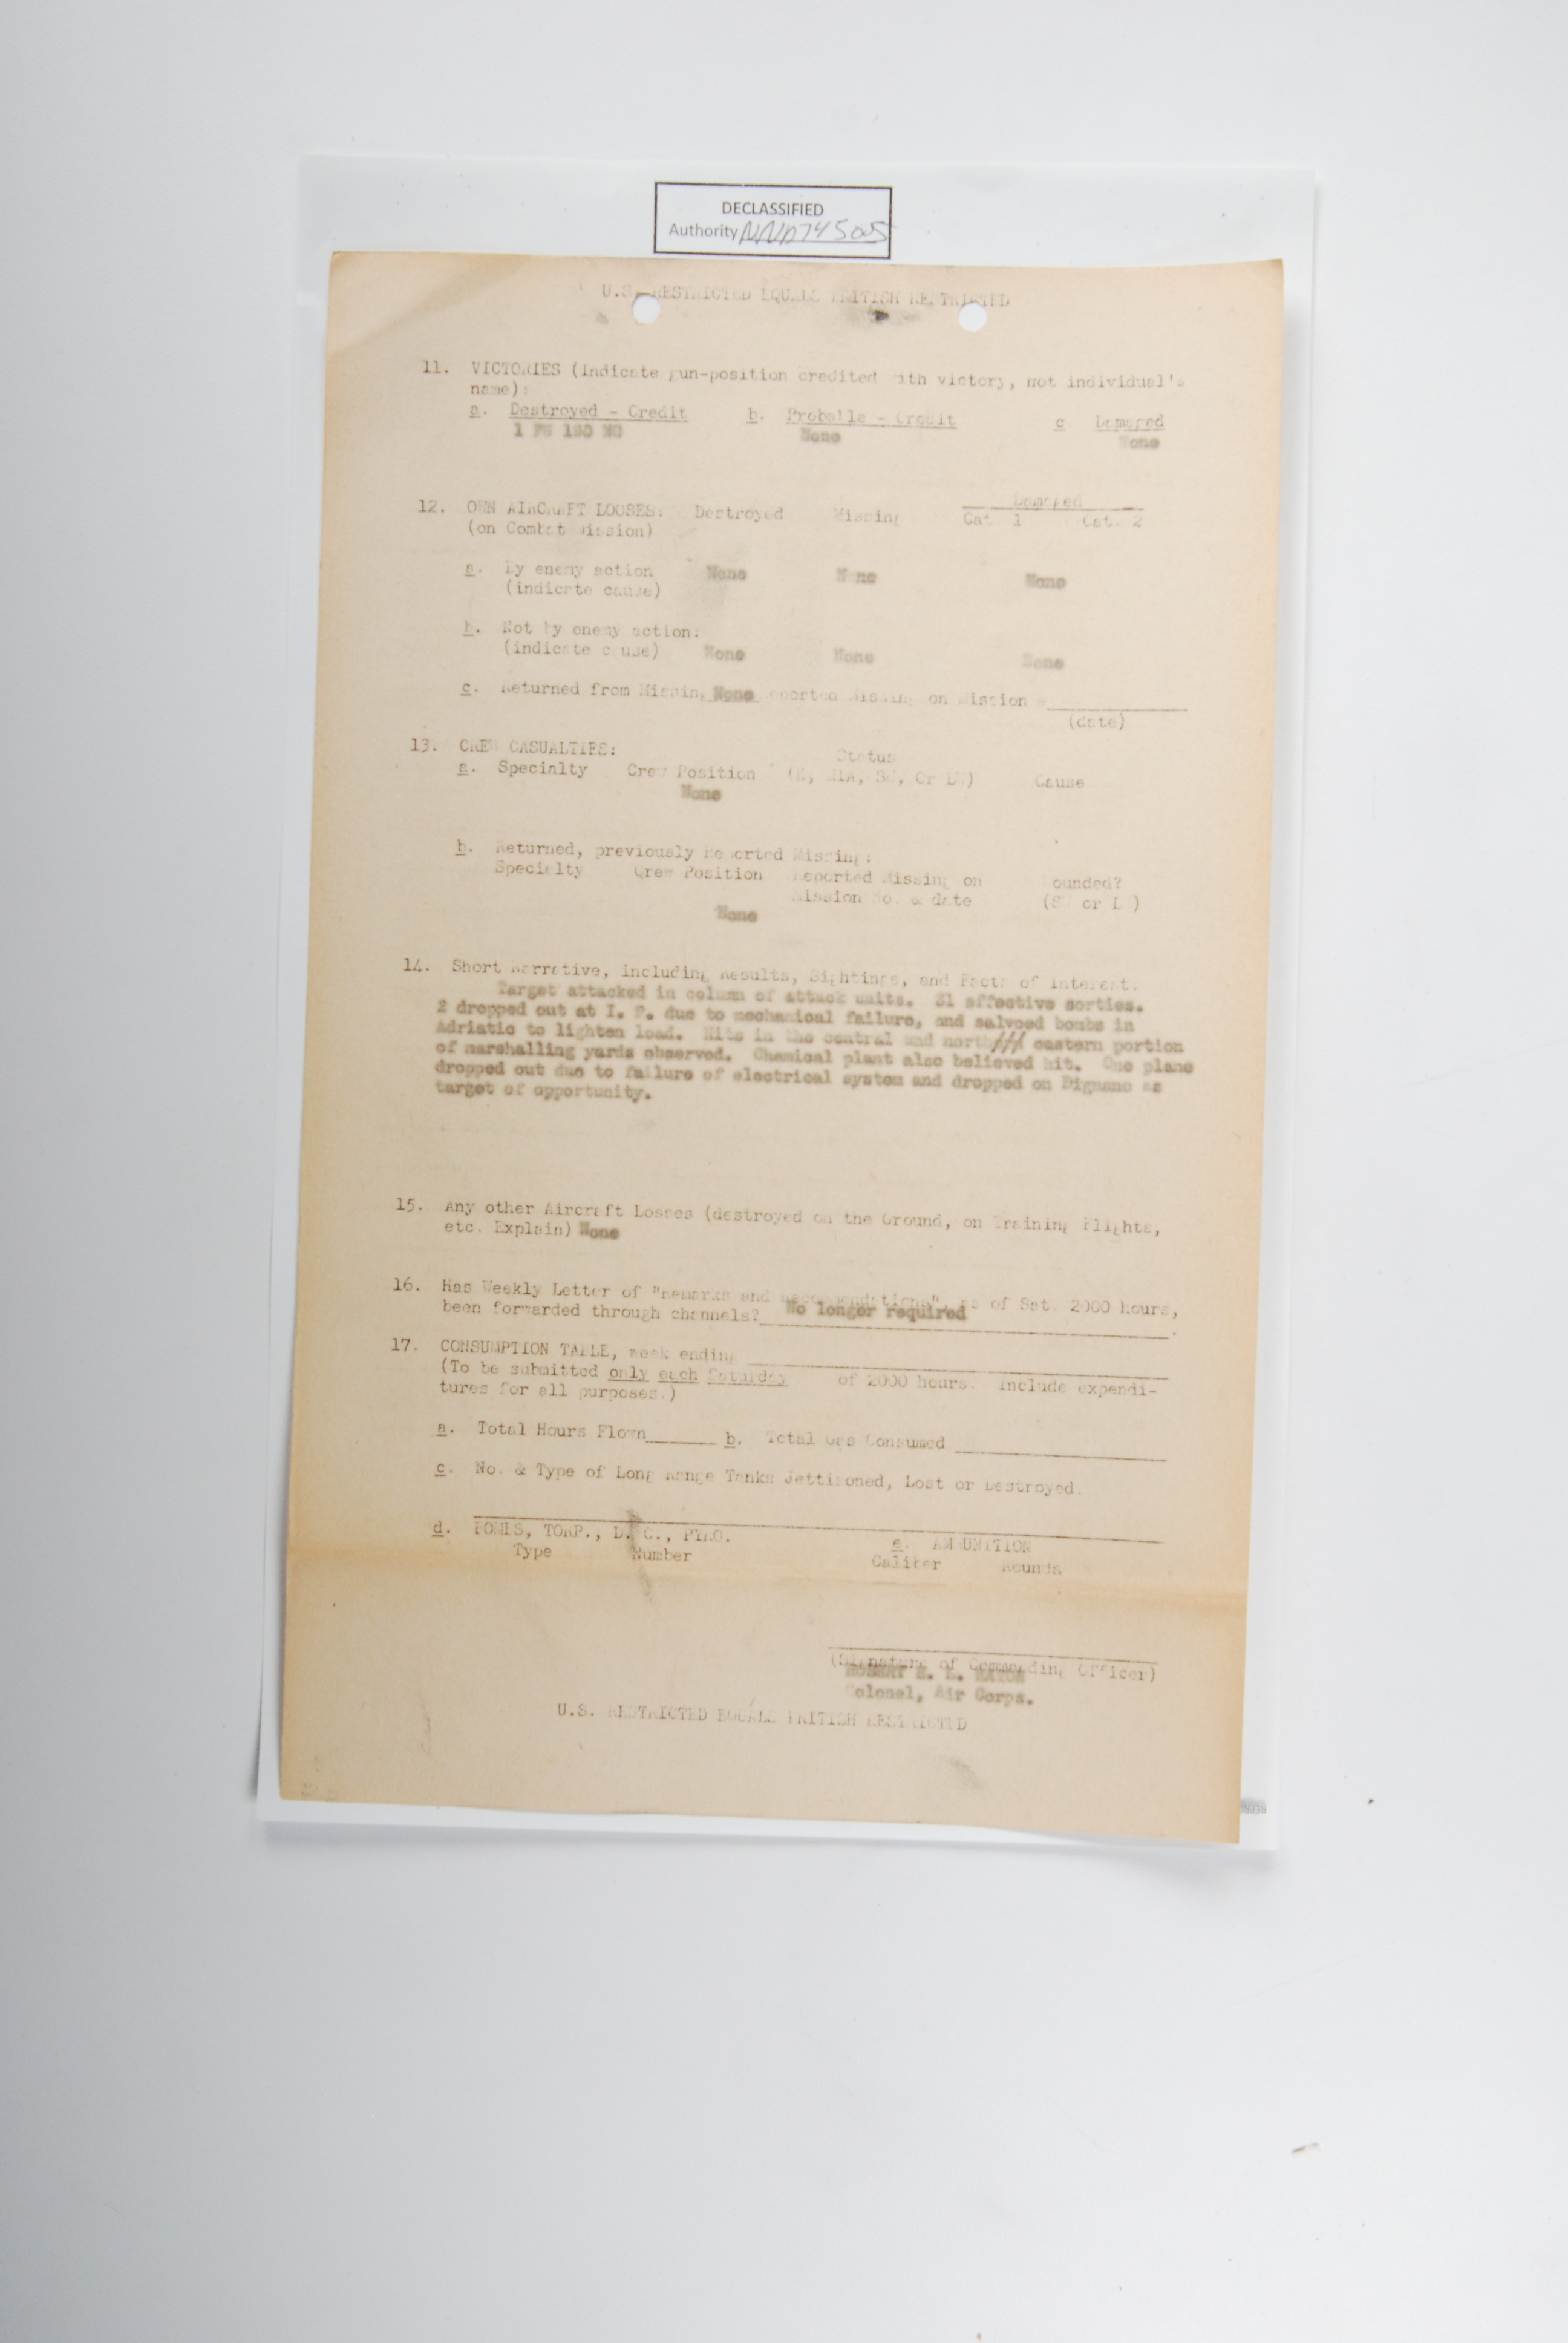 DECLASSIFIED
Authority NND745005
U.S. RESTRICTED EQUALS BRITISH RESTRICTED
11. VICTORIES (Indicate gun-position credited with victory, not individual's
name):
a. Destroyed - Credit b. Probable - Credit c Damaged
1 FW 190 None None
Damaged
12. OWN AIRCRAFT LOOSES: Destroyed Missing Cat. 1 Cat. 2
(on Combat Mission)
a. By enemy action None None None
(indicate cause)
b. Not by enemy action:
(indicate cause) None None None
c. Returned from Missing None Reported Missing on Mission
(date)
13. CREW CASUALTIES: Status
a. Specialty Crew Position (K, MIA, SW, Or LW) Cause
None
b. Returned, previously Reported Missing:
Specialty Crew Position Reported Missing on Wounded?
Mission No. & date (SW or LW)
None
14. Short Narrative, including Results, Sightings, and Facts of Interest.
Target attacked in column of attack units. 31 effective sorties.
2 dropped out at I. P. due to mechanical failure, and salvoed bombs in
Adriatic to lighten load. Hits in the central and north/// eastern portion
of marshalling yards observed. Chemical plant also believed hit. One plane
dropped out due to failure of electrical system and dropped on Dignano as
target of opportunity.
15. Any other Aircraft Losses (destroyed on the Ground, on Training Flights,
etc. Explain) None
16. Has Weekly Letter of "Remarks and Recommendations", as of Sat. 2000 hours,
been forwarded through channels? No longer required.
17. CONSUMPTION TABLE, week ending
(To be submitted only each Saturday of 2000 hours. Include expendi-
tures for all purposes.)
a. Total Hours Flown b. Total Gas Consumed
c. No. & Type of Long Range Tanks Jettisoned, Lost or Destroyed.
d. BOMBS, TORP., D. C., PYRO. e. AMMUNITION
Type Number Caliber Rounds
(Signature of Commanding Officer)
ROBERT E. L. EATON
Colonel, Air Corps.
U.S. RESTRICTED EQUALS BRITISH RESTRICTED